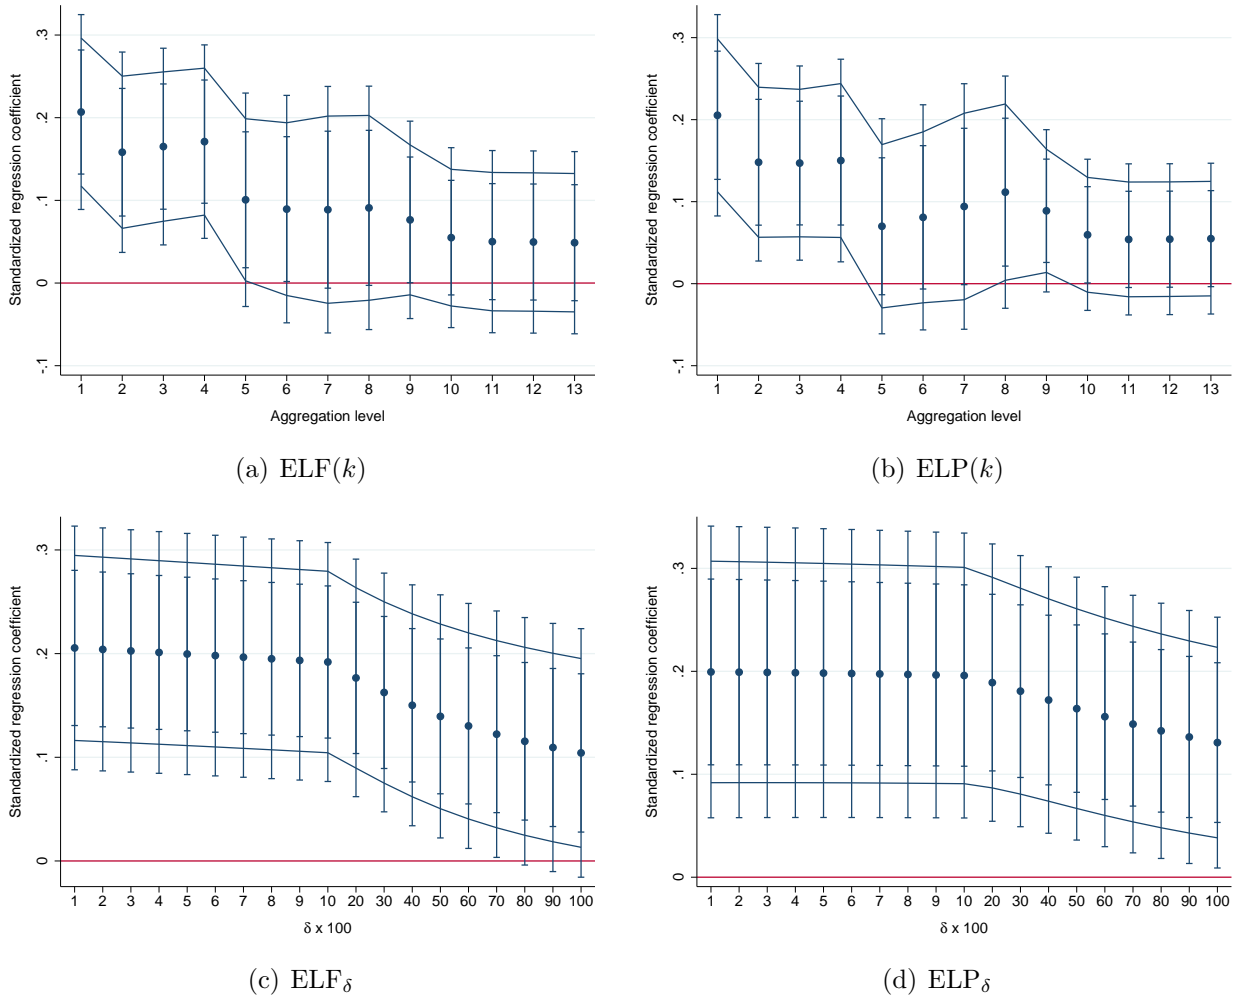 Standardized regression coefficient
.3
.2
.1
0
-.1
1 2 3 4 5 6 7 8 9 10 11 12 13
Aggregation level
(a) ELF(k)
Standardized regression coefficient
.3
.2
.1
0
-.1
1 2 3 4 5 6 7 8 9 10 11 12 13
Aggregation level
(b) ELP(k)
Standardized regression coefficient
.3
.2
.1
0
1 2 3 4 5 6 7 8 9 10 20 30 40 50 60 70 80 90 100
δ x 100
(c) ELFδ
Standardized regression coefficient
.3
.2
.1
0
1 2 3 4 5 6 7 8 9 10 20 30 40 50 60 70 80 90 100
δ x 100
(d) ELPδ